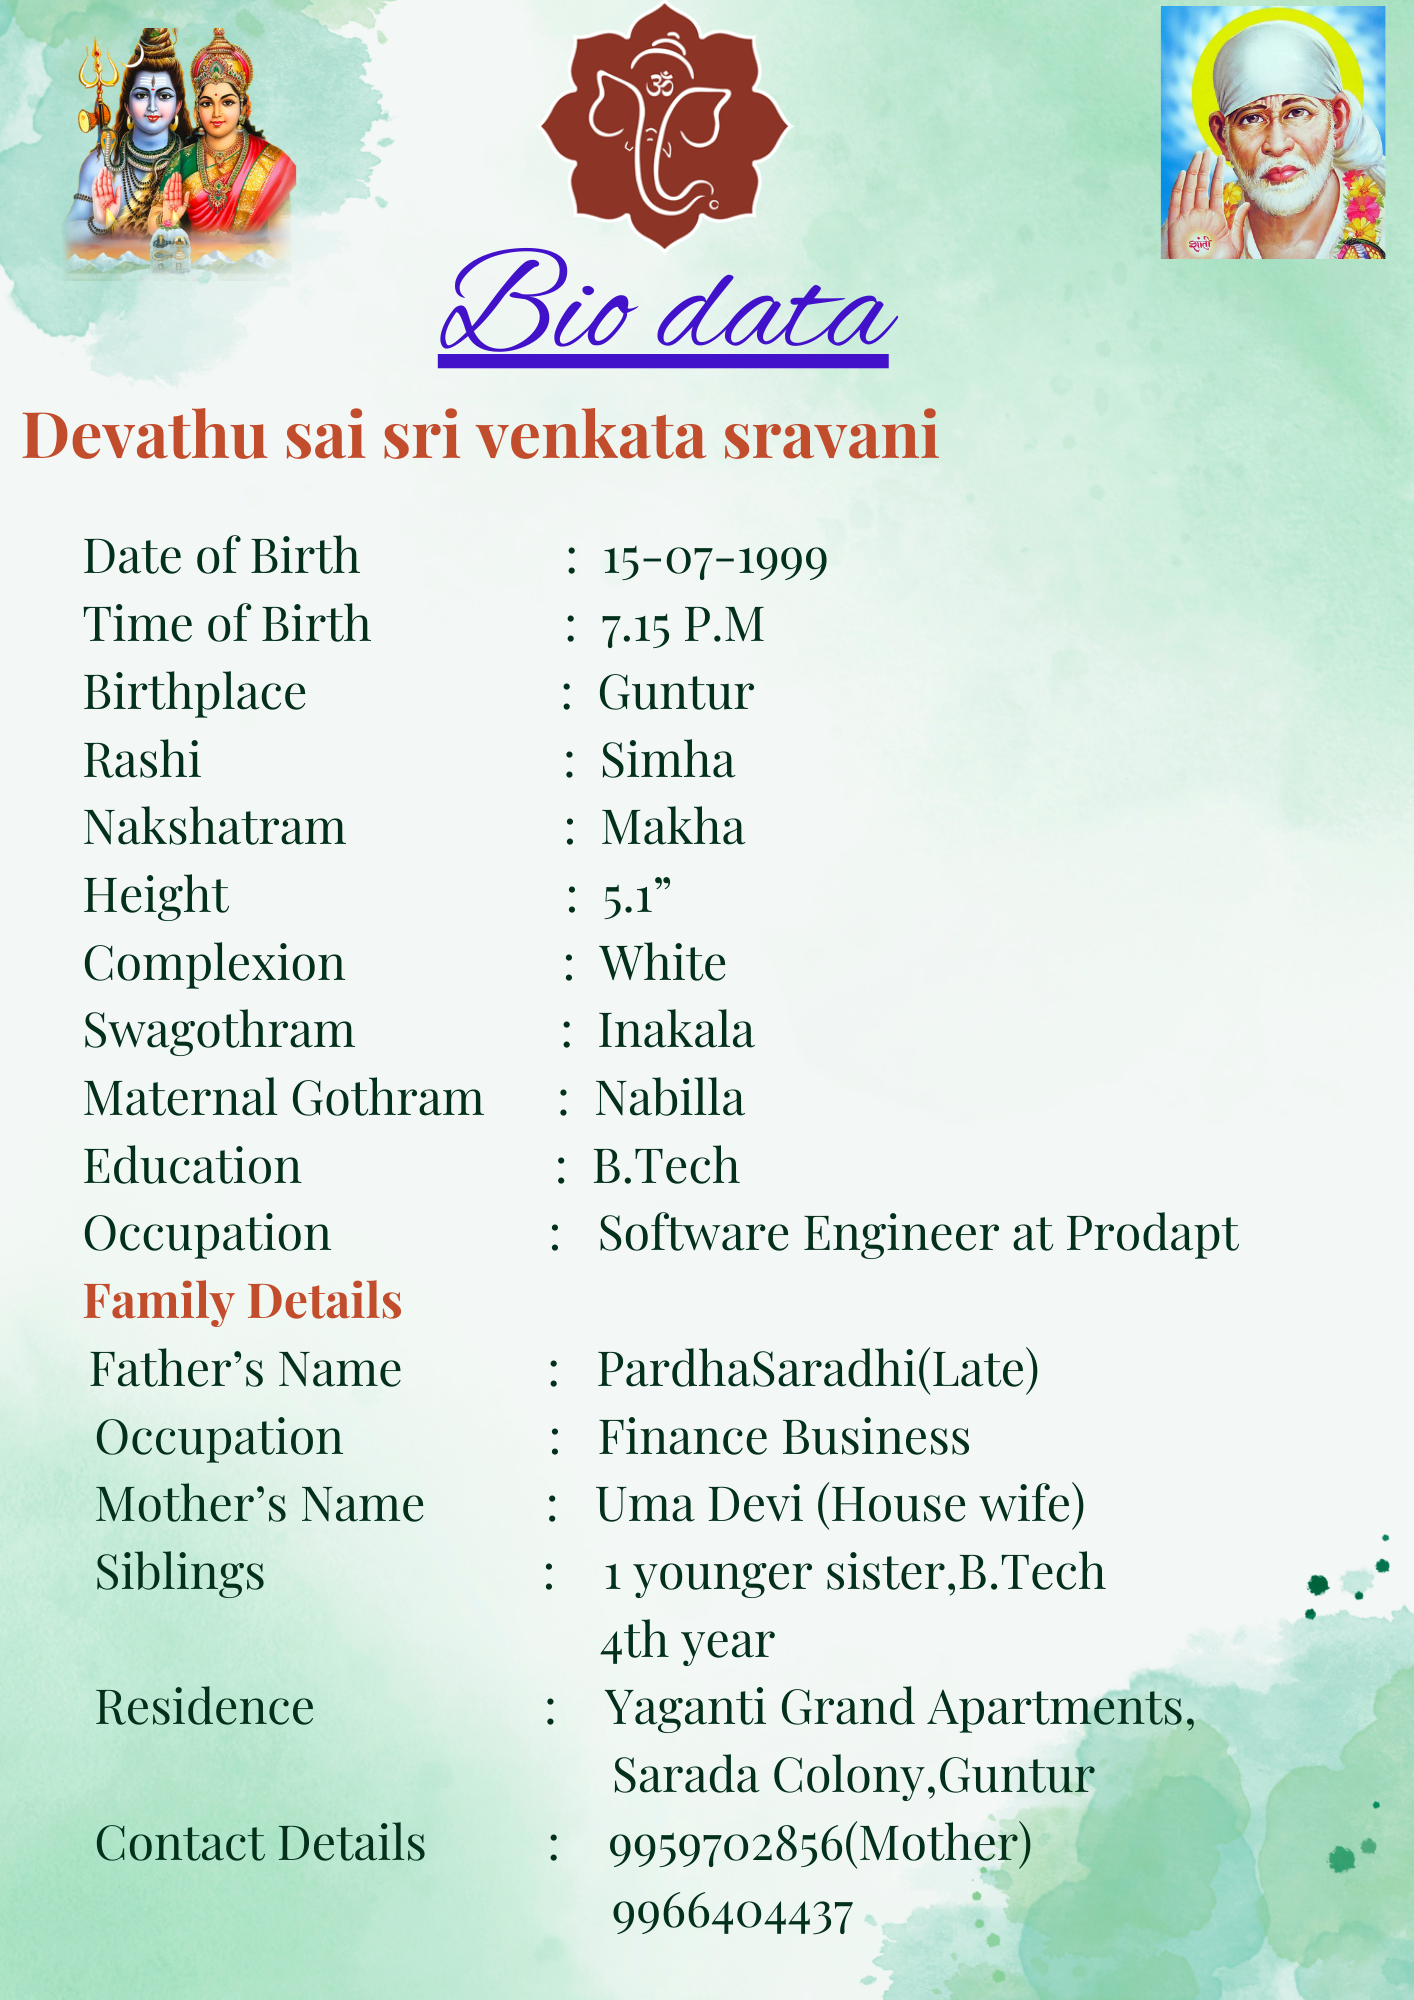 ॐ
शांती
Bio data
Devathu sai sri venkata sravani
Date of Birth : 15-07-1999
Time of Birth : 7.15 P.M
Birthplace : Guntur
Rashi : Simha
Nakshatram : Makha
Height : 5.1”
Complexion : White
Swagothram : Inakala
Maternal Gothram : Nabilla
Education : B.Tech
Occupation : Software Engineer at Prodapt
Family Details
Father’s Name : PardhaSaradhi(Late)
Occupation : Finance Business
Mother’s Name : Uma Devi (House wife)
Siblings : 1 younger sister,B.Tech
4th year
Residence : Yaganti Grand Apartments,
Sarada Colony,Guntur
Contact Details : 9959702856(Mother)
9966404437